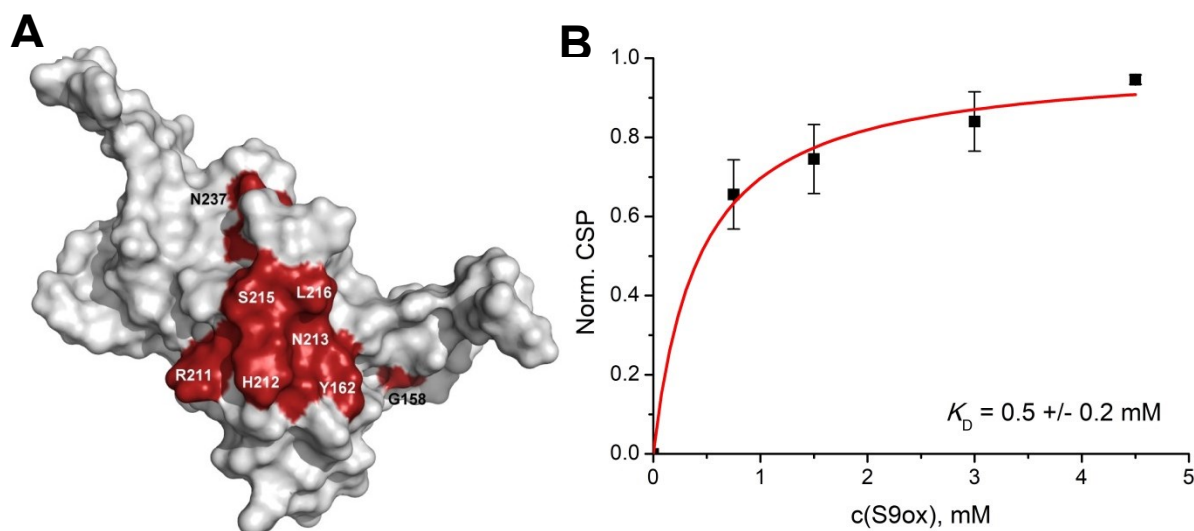 A
N237
S215
L216
N213
R211
H212
Y162
G158
B
1.0
0.8
0.6
0.4
0.2
0.0
Norm. CSP
K_D = 0.5 +/- 0.2 mM
0
1
2
3
4
5
c(S9ox), mM